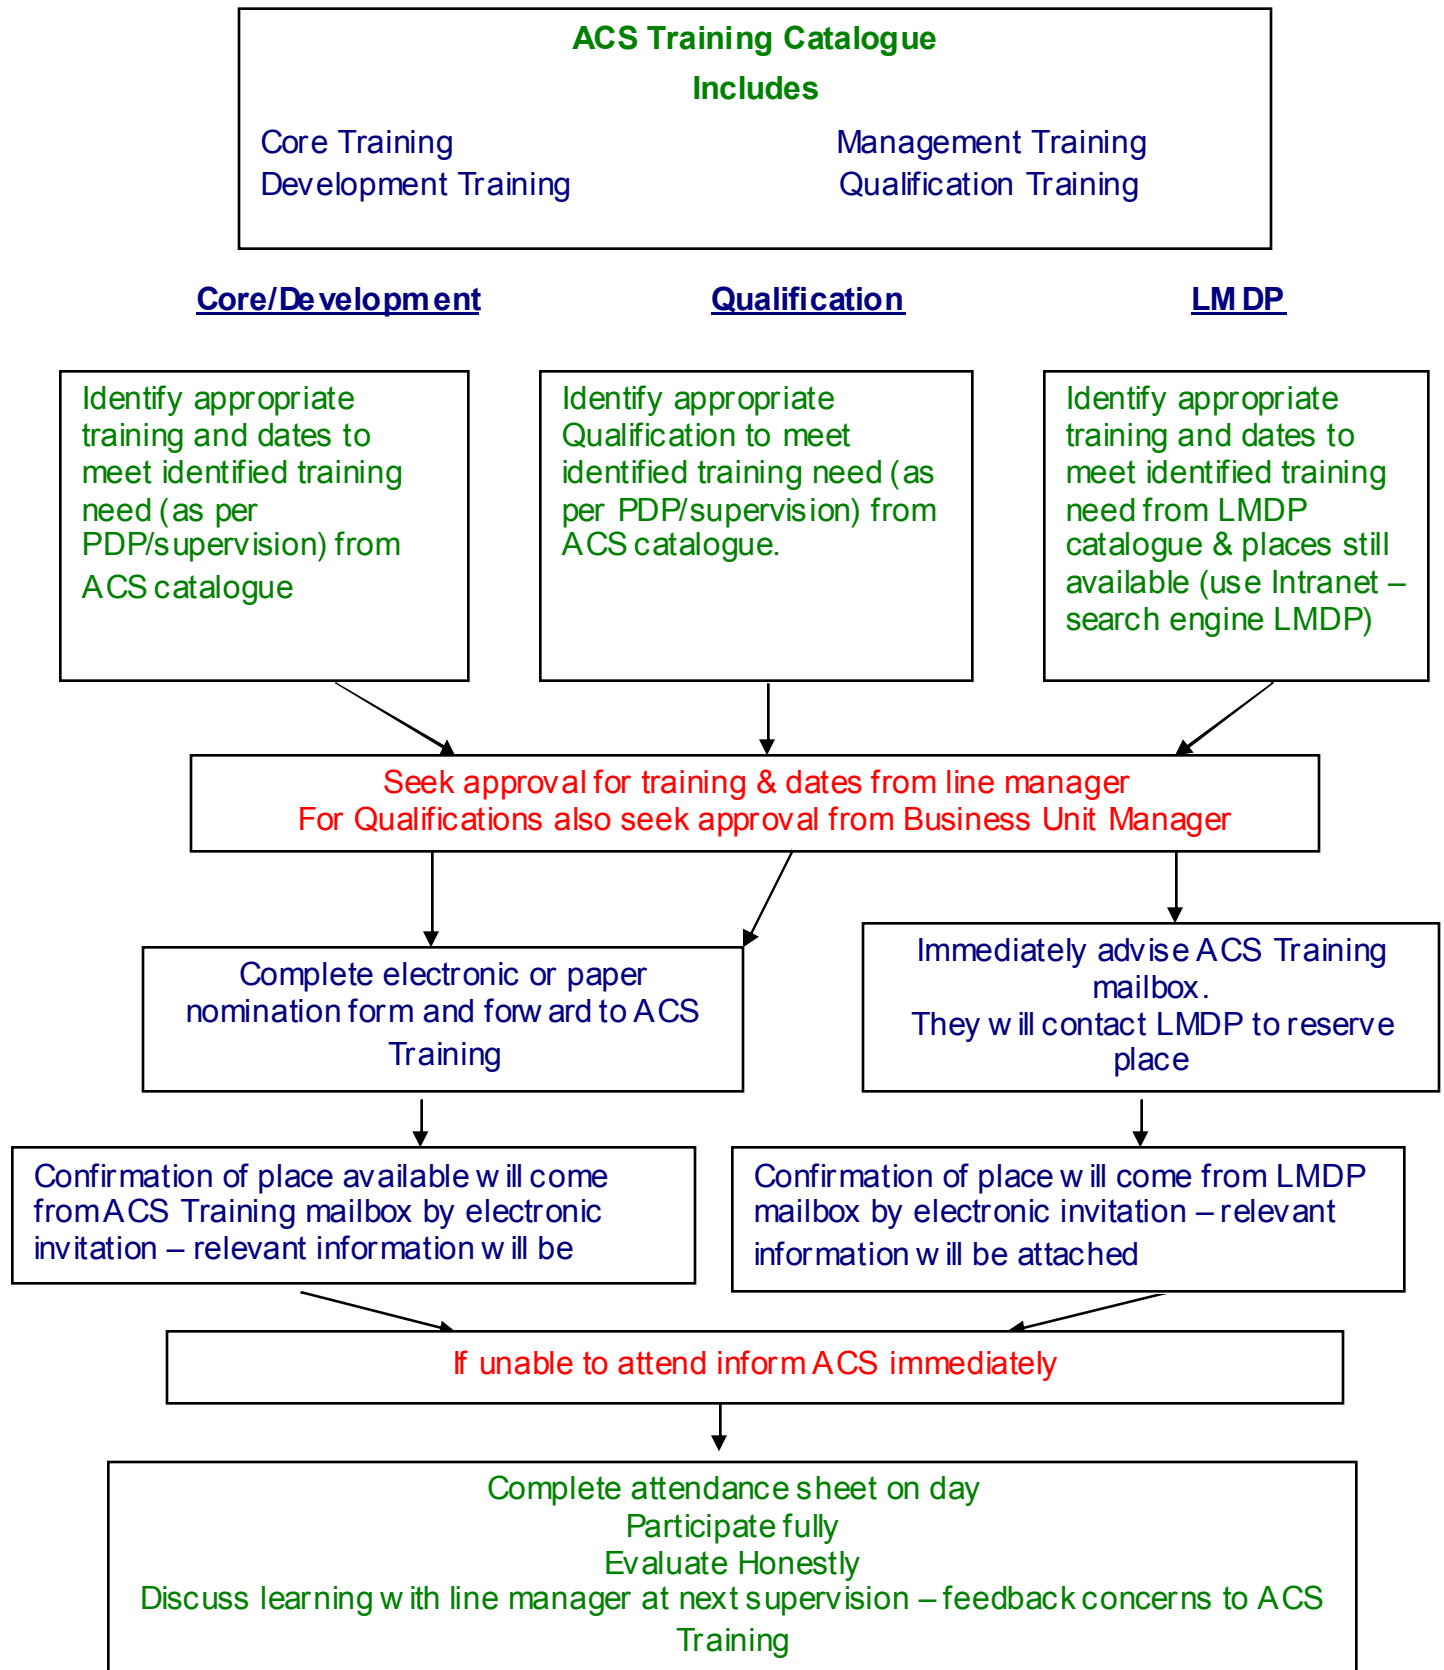 ACS Training Catalogue
Includes
Core Training
Management Training
Development Training
Qualification Training
Core/Development
Qualification
LMDP
Identify appropriate
training and dates to
meet identified training
need (as per
PDP/supervision) from
ACS catalogue
Identify appropriate
Qualification to meet
identified training need (as
per PDP/supervision) from
ACS catalogue.
Identify appropriate
training and dates to
meet identified training
need from LMDP
catalogue & places still
available (use Intranet –
search engine LMDP)
Seek approval for training & dates from line manager
For Qualifications also seek approval from Business Unit Manager
Complete electronic or paper
nomination form and forward to ACS
Training
Immediately advise ACS Training
mailbox.
They will contact LMDP to reserve
place
Confirmation of place available will come
from ACS Training mailbox by electronic
invitation – relevant information will be
Confirmation of place will come from LMDP
mailbox by electronic invitation – relevant
information will be attached
If unable to attend inform ACS immediately
Complete attendance sheet on day
Participate fully
Evaluate Honestly
Discuss learning with line manager at next supervision – feedback concerns to ACS
Training